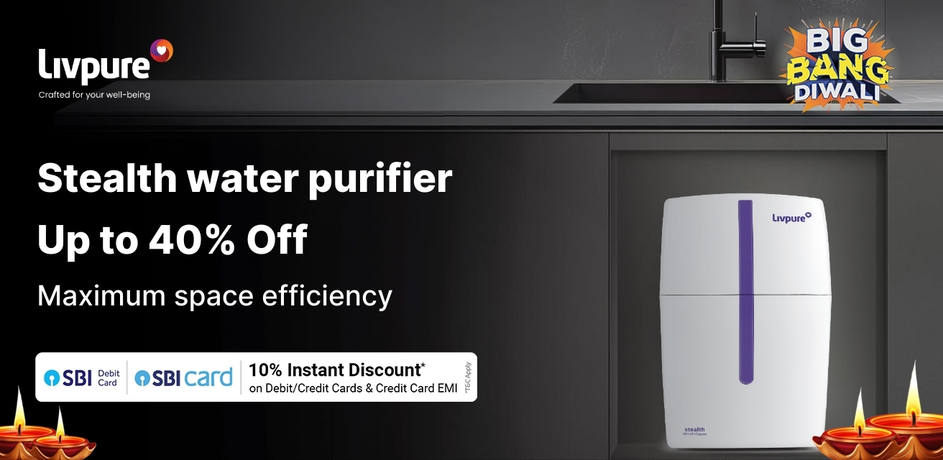 Livpure
Crafted for your well-being
BIG
BANG
DIWALI
Stealth water purifier
Up to 40% Off
Maximum space efficiency
SBI Debit Card
SBI card
10% Instant Discount*
on Debit/Credit Cards & Credit Card EMI
*T&C Apply
Livpure
stealth